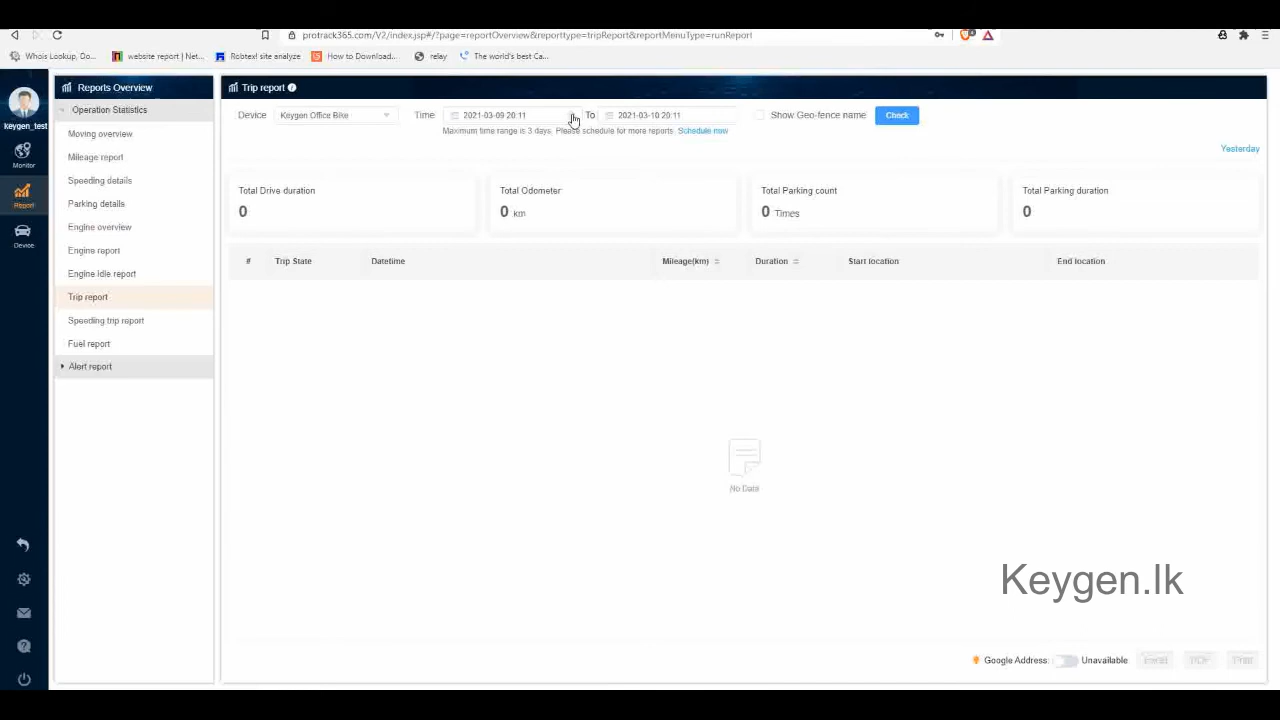 protrack365.com/V2/index.jsp#/?page=reportOverview&reporttype=tripReport&reportMenuType=runReport
Whois Lookup, Do...
website report | Net...
Robtex! site analyze
How to Download...
relay
The world's best Ca...
keygen_test
Monitor
Report
Device
Reports Overview
Operation Statistics
Moving overview
Mileage report
Speeding details
Parking details
Engine overview
Engine report
Engine Idle report
Trip report
Speeding trip report
Fuel report
Alert report
Trip report
Device Keygen Office Bike Time 2021-03-09 20:11 To 2021-03-10 20:11 Show Geo-fence name Check
Maximum time range is 3 days. Please schedule for more reports. Schedule now
Yesterday
Total Drive duration
0
Total Odometer
0 km
Total Parking count
0 Times
Total Parking duration
0
# Trip State Datetime Mileage(km) Duration Start location End location
No Data
Keygen.lk
Google Address: Unavailable Excel PDF Print